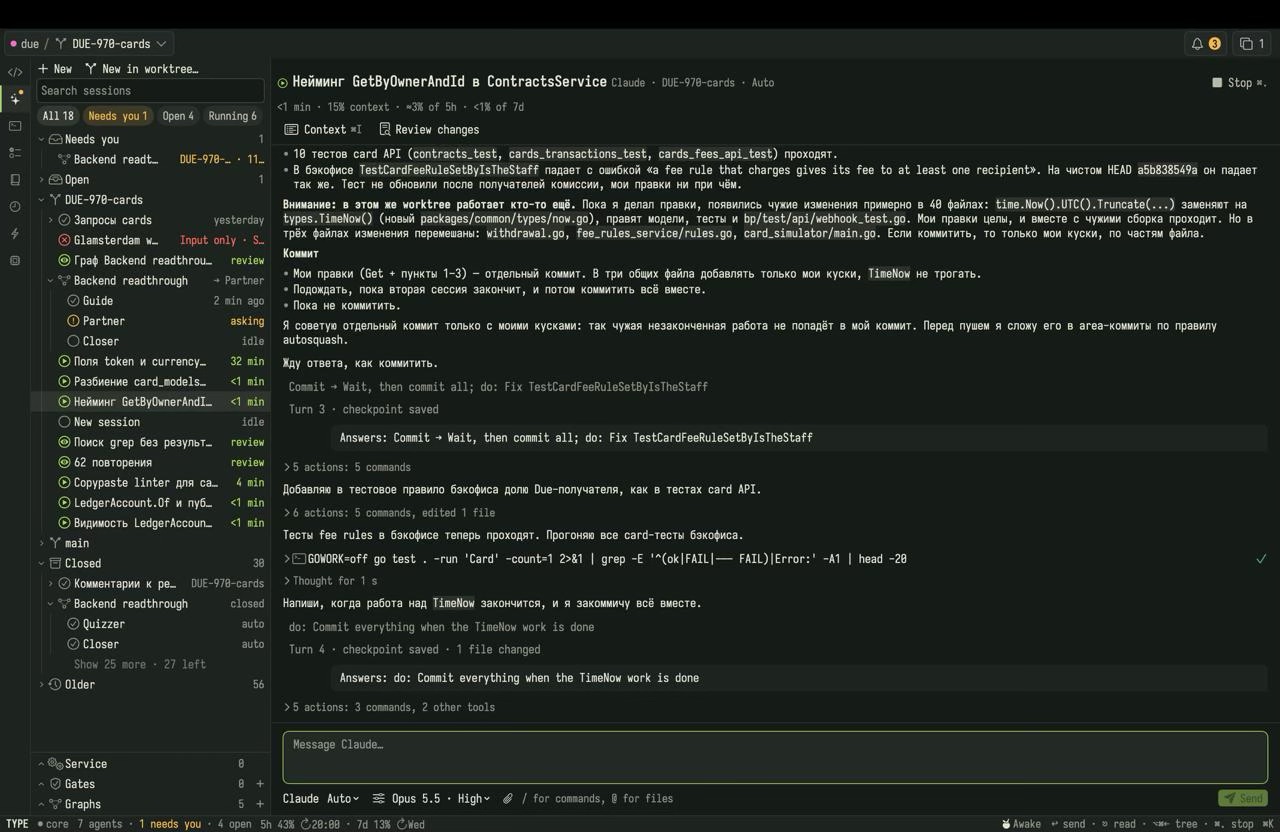 due / DUE-970-cards
3
1
+ New New in worktree…
Search sessions
All 18 Needs you 1 Open 4 Running 6
Needs you 1
Backend readt… DUE-970-… · 11…
Open 1
DUE-970-cards
Запросы cards yesterday
Glamsterdam w… Input only · S…
Граф Backend readthrou… review
Backend readthrough → Partner
Guide 2 min ago
Partner asking
Closer idle
Поля token и currency… 32 min
Разбиение card_models… <1 min
Нейминг GetByOwnerAndI… <1 min
New session idle
Поиск grep без результ… review
62 повторения review
Copypaste linter для ca… 4 min
LedgerAccount.Of и пуб… <1 min
Видимость LedgerAccoun… <1 min
main
Closed 30
Комментарии к ре… DUE-970-cards
Backend readthrough closed
Quizzer auto
Closer auto
Show 25 more · 27 left
Older 56
Service 0
Gates 0 +
Graphs 5 +
Нейминг GetByOwnerAndId в ContractsService Claude · DUE-970-cards · Auto
Stop ⌘.
<1 min · 15% context · ≈3% of 5h · <1% of 7d
Context ⌘I Review changes
• 10 тестов card API (contracts_test, cards_transactions_test, cards_fees_api_test) проходят.
• В бэкофисе TestCardFeeRuleSetByIsTheStaff падает с ошибкой «a fee rule that charges gives its fee to at least one recipient». На чистом HEAD a5b838549a он падает
так же. Тест не обновили после получателей комиссии, мои правки ни при чём.
Внимание: в этом же worktree работает кто-то ещё. Пока я делал правки, появились чужие изменения примерно в 40 файлах: time.Now().UTC().Truncate(...) заменяют на
types.TimeNow() (новый packages/common/types/now.go), правят модели, тесты и bp/test/api/webhook_test.go. Мои правки целы, и вместе с чужими сборка проходит. Но в
трёх файлах изменения перемешаны: withdrawal.go, fee_rules_service/rules.go, card_simulator/main.go. Если коммитить, то только мои куски, по частям файла.
Коммит
• Мои правки (Get + пункты 1–3) — отдельный коммит. В три общих файла добавлять только мои куски, TimeNow не трогать.
• Подождать, пока вторая сессия закончит, и потом коммитить всё вместе.
• Пока не коммитить.
Я советую отдельный коммит только с моими кусками: так чужая незаконченная работа не попадёт в мой коммит. Перед пушем я сложу его в area-коммиты по правилу
autosquash.
Жду ответа, как коммитить.
Commit → Wait, then commit all; do: Fix TestCardFeeRuleSetByIsTheStaff
Turn 3 · checkpoint saved
Answers: Commit → Wait, then commit all; do: Fix TestCardFeeRuleSetByIsTheStaff
5 actions: 5 commands
Добавляю в тестовое правило бэкофиса долю Due-получателя, как в тестах card API.
6 actions: 5 commands, edited 1 file
Тесты fee rules в бэкофисе теперь проходят. Прогоняю все card-тесты бэкофиса.
GOWORK=off go test . -run 'Card' -count=1 2>&1 | grep -E '^(ok|FAIL|--- FAIL)|Error:' -A1 | head -20
Thought for 1 s
Напиши, когда работа над TimeNow закончится, и я закоммичу всё вместе.
do: Commit everything when the TimeNow work is done
Turn 4 · checkpoint saved · 1 file changed
Answers: do: Commit everything when the TimeNow work is done
5 actions: 3 commands, 2 other tools
Message Claude…
Claude Auto Opus 5.5 · High / for commands, @ for files
Send
TYPE core 7 agents · 1 needs you · 4 open 5h 43% 20:00 · 7d 13% Wed
Awake ↩ send · read · tree · ⌘. stop ⌘K